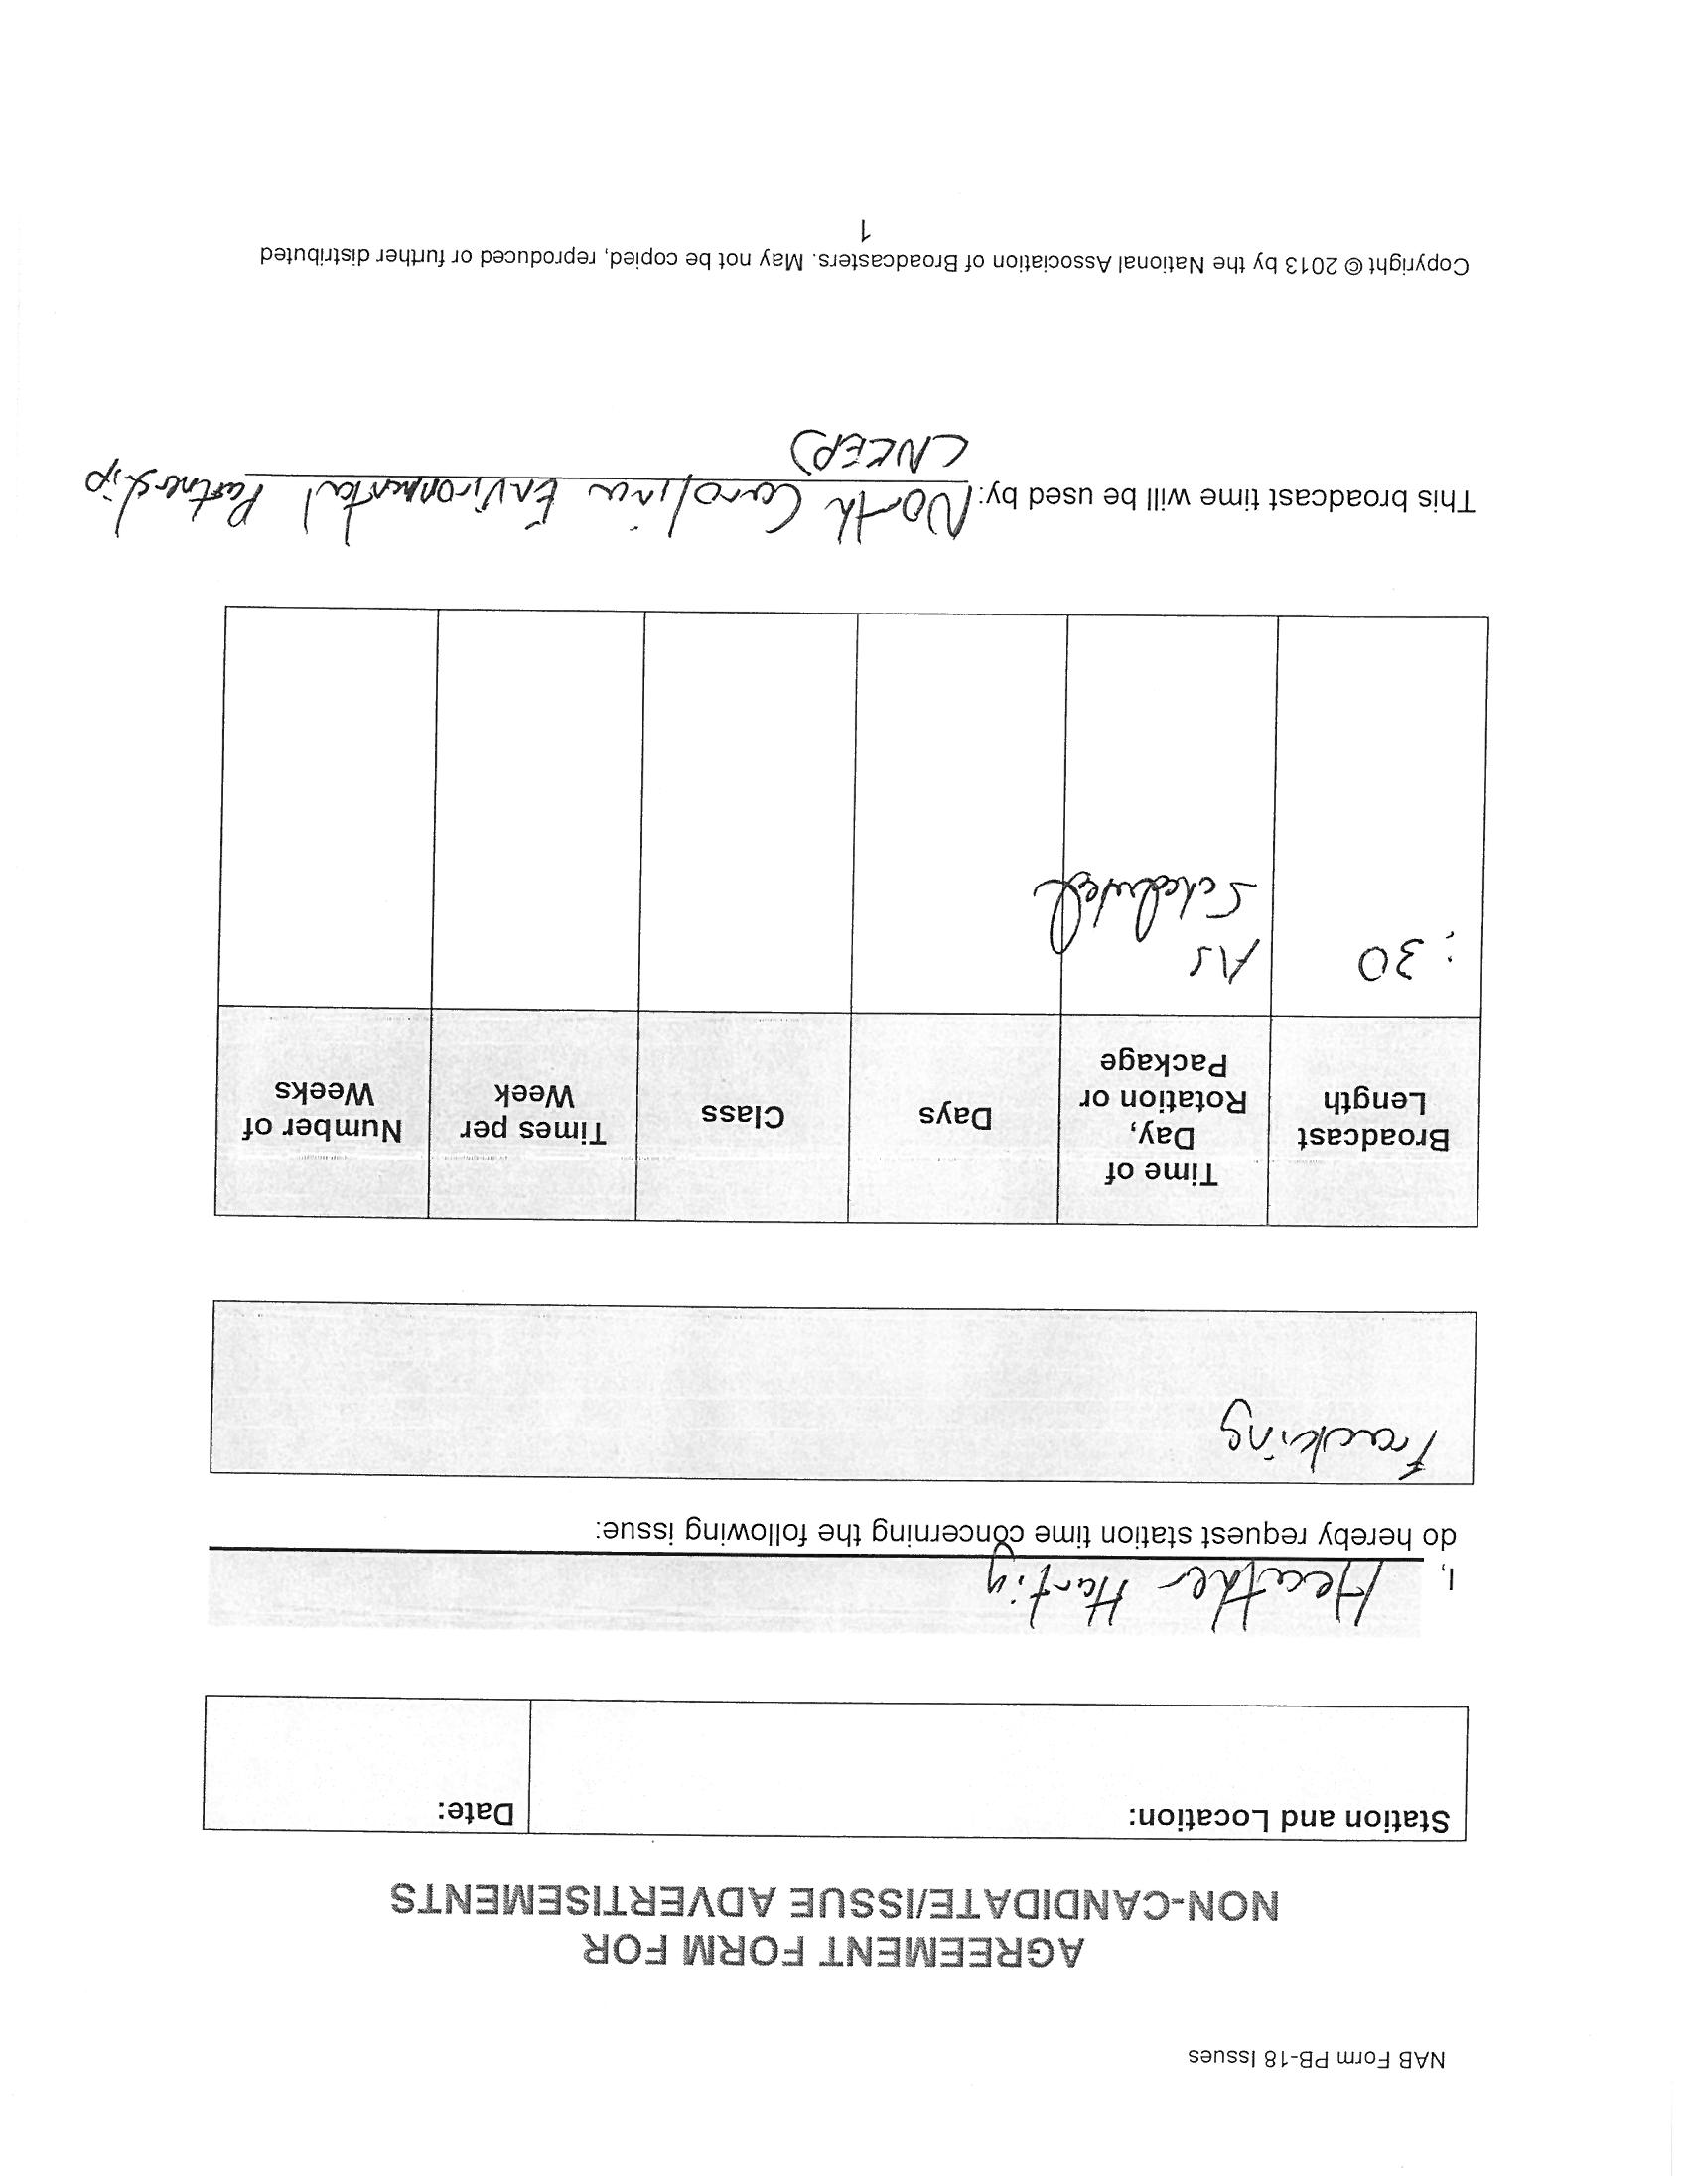 NAB Form PB-18 Issues
AGREEMENT FORM FOR
NON-CANDIDATE/ISSUE ADVERTISEMENTS
Station and Location:
Date:
I, Heather Hartig
do hereby request station time concerning the following issue:
Fracking
Broadcast
Length
Time of
Day,
Rotation or
Package
Days
Class
Times per
Week
Number of
Weeks
:30
As
Scheduled
This broadcast time will be used by: North Carolina Environmental Partnership
(NCEP)
Copyright © 2013 by the National Association of Broadcasters. May not be copied, reproduced or further distributed
1